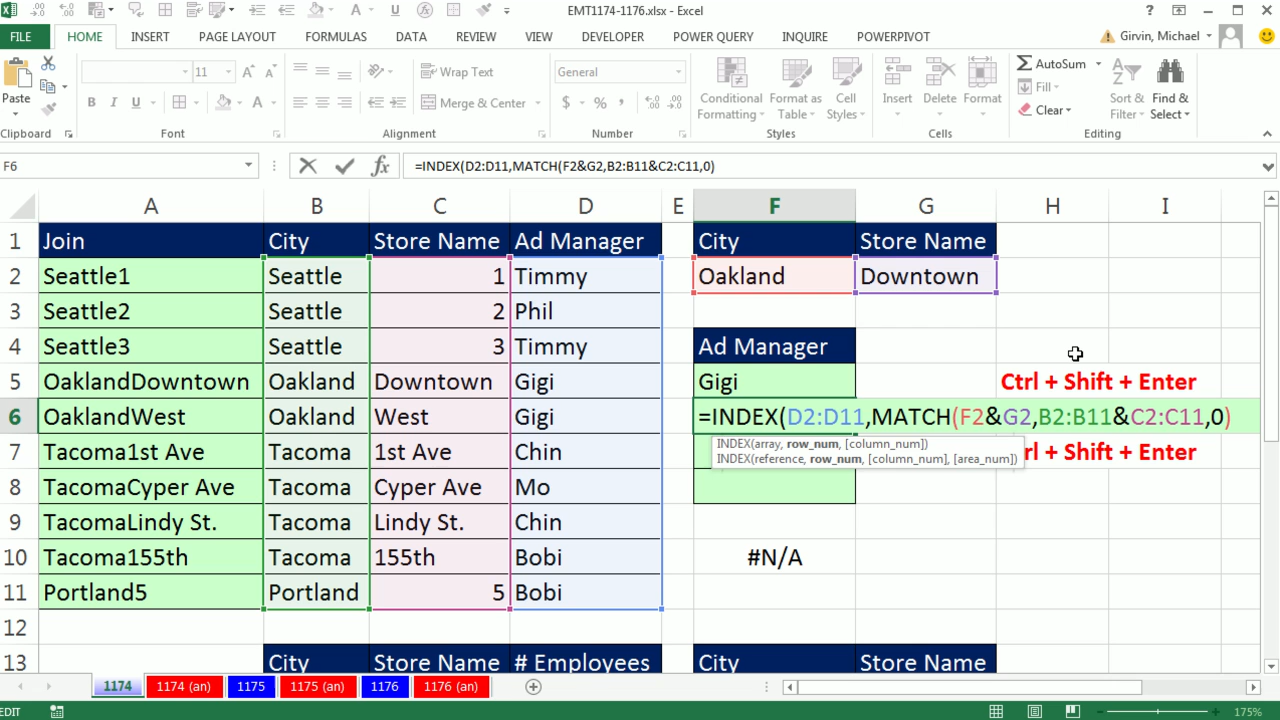 EMT1174-1176.xlsx - Excel
FILE HOME INSERT PAGE LAYOUT FORMULAS DATA REVIEW VIEW DEVELOPER POWER QUERY INQUIRE POWERPIVOT Girvin, Michael
Paste
11
B I U
Wrap Text
Merge & Center
General
$ % ,
Conditional Formatting
Format as Table
Cell Styles
Insert Delete Format
AutoSum
Fill
Clear
Sort & Filter
Find & Select
Clipboard Font Alignment Number Styles Cells Editing
F6 =INDEX(D2:D11,MATCH(F2&G2,B2:B11&C2:C11,0)
A B C D E F G H I
1 Join City Store Name Ad Manager City Store Name
2 Seattle1 Seattle 1 Timmy Oakland Downtown
3 Seattle2 Seattle 2 Phil
4 Seattle3 Seattle 3 Timmy Ad Manager
5 OaklandDowntown Oakland Downtown Gigi Gigi Ctrl + Shift + Enter
6 OaklandWest Oakland West Gigi =INDEX(D2:D11,MATCH(F2&G2,B2:B11&C2:C11,0)
INDEX(array, row_num, [column_num])
INDEX(reference, row_num, [column_num], [area_num])
7 Tacoma1st Ave Tacoma 1st Ave Chin rl + Shift + Enter
8 TacomaCyper Ave Tacoma Cyper Ave Mo
9 TacomaLindy St. Tacoma Lindy St. Chin
10 Tacoma155th Tacoma 155th Bobi #N/A
11 Portland5 Portland 5 Bobi
12
13 City Store Name # Employees City Store Name
1174 1174 (an) 1175 1175 (an) 1176 1176 (an)
EDIT 175%